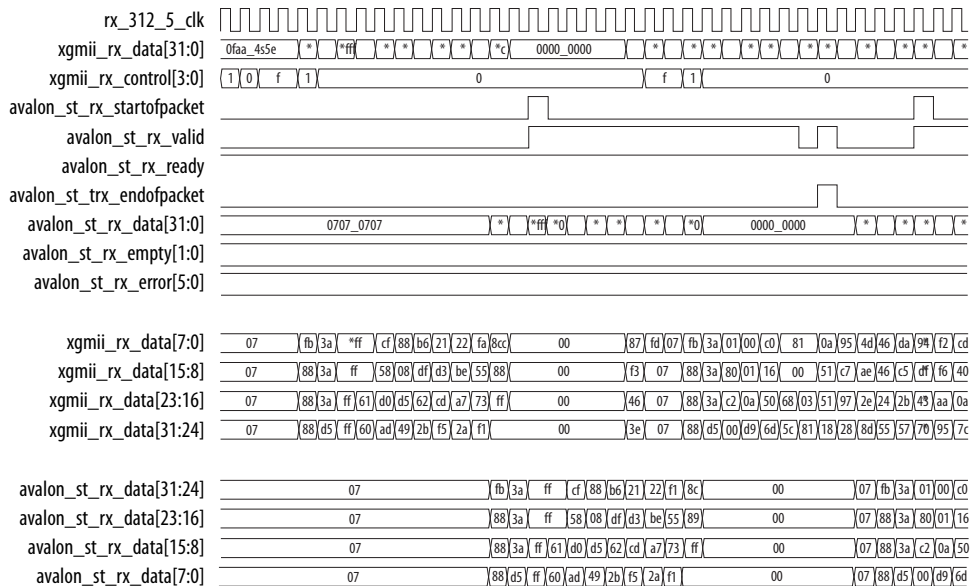 rx_312_5_clk
xgmii_rx_data[31:0] 0faa_4s5e * * *fff * * * * *c 0000_0000 * * * * * * * *
xgmii_rx_control[3:0] 1 0 f 1 0 f 1 0
avalon_st_rx_startofpacket
avalon_st_rx_valid
avalon_st_rx_ready
avalon_st_trx_endofpacket
avalon_st_rx_data[31:0] 0707_0707 * *fff *0 * * * *0 0000_0000 * * * *
avalon_st_rx_empty[1:0]
avalon_st_rx_error[5:0]
xgmii_rx_data[7:0] 07 fb 3a *ff cf 88 b6 21 22 fa 8cc 00 87 fd 07 fb 3a 01 00 c0 81 0a 95 4d 46 da f2 cd
xgmii_rx_data[15:8] 07 88 3a ff 58 08 df d3 be 55 88 00 f3 07 88 3a 80 01 16 00 51 c7 ae 46 c5 df f6 40
xgmii_rx_data[23:16] 07 88 3a ff 61 d0 d5 62 cd a7 73 ff 00 46 07 88 3a c2 0a 50 68 03 51 97 2e 24 2b aa 0a
xgmii_rx_data[31:24] 07 88 d5 ff 60 ad 49 2b f5 2a f1 00 3e 07 88 d5 00 d9 6d 5c 81 18 28 8d 55 57 95 7c
avalon_st_rx_data[31:24] 07 fb 3a ff cf 88 b6 21 22 f1 8c 00 07 fb 3a 01 00 c0
avalon_st_rx_data[23:16] 07 88 3a ff 58 08 df d3 be 55 89 00 07 88 3a 80 01 16
avalon_st_rx_data[15:8] 07 88 3a ff 61 d0 d5 62 cd a7 73 ff 00 07 88 3a c2 0a 50
avalon_st_rx_data[7:0] 07 88 d5 ff 60 ad 49 2b f5 2a f1 00 07 88 d5 00 d9 6d